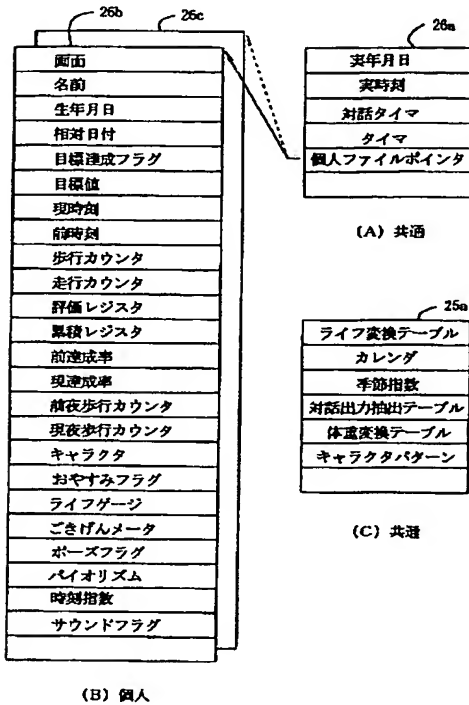 26b
26c
画面
名前
生年月日
相対日付
目標達成フラグ
目標値
現時刻
前時刻
歩行カウンタ
走行カウンタ
評価レジスタ
累積レジスタ
前達成率
現達成率
前夜歩行カウンタ
現夜歩行カウンタ
キャラクタ
おやすみフラグ
ライフゲージ
ごきげんメータ
ポーズフラグ
バイオリズム
時刻指数
サウンドフラグ
(B) 個人
26a
実年月日
実時刻
対話タイマ
タイマ
個人ファイルポインタ
(A) 共通
25a
ライフ変換テーブル
カレンダ
季節指数
対話出力抽出テーブル
体重変換テーブル
キャラクタパターン
(C) 共通